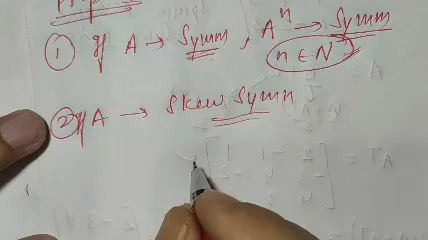 ① If A → Symm , Aⁿ → Symm
n ∈ N
② If A → Skew Symm